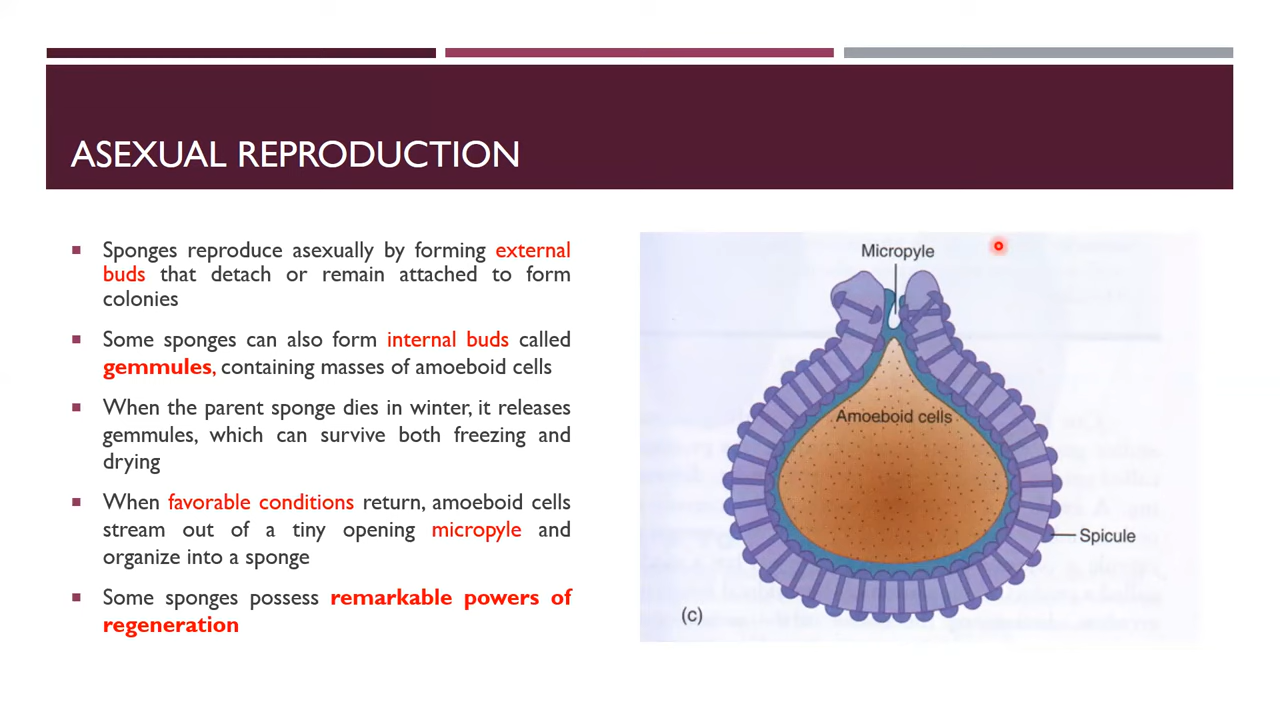 ASEXUAL REPRODUCTION
Sponges reproduce asexually by forming external
buds that detach or remain attached to form
colonies
Some sponges can also form internal buds called
gemmules, containing masses of amoeboid cells
When the parent sponge dies in winter, it releases
gemmules, which can survive both freezing and
drying
When favorable conditions return, amoeboid cells
stream out of a tiny opening micropyle and
organize into a sponge
Some sponges possess remarkable powers of
regeneration
Micropyle
Amoeboid cells
Spicule
(c)